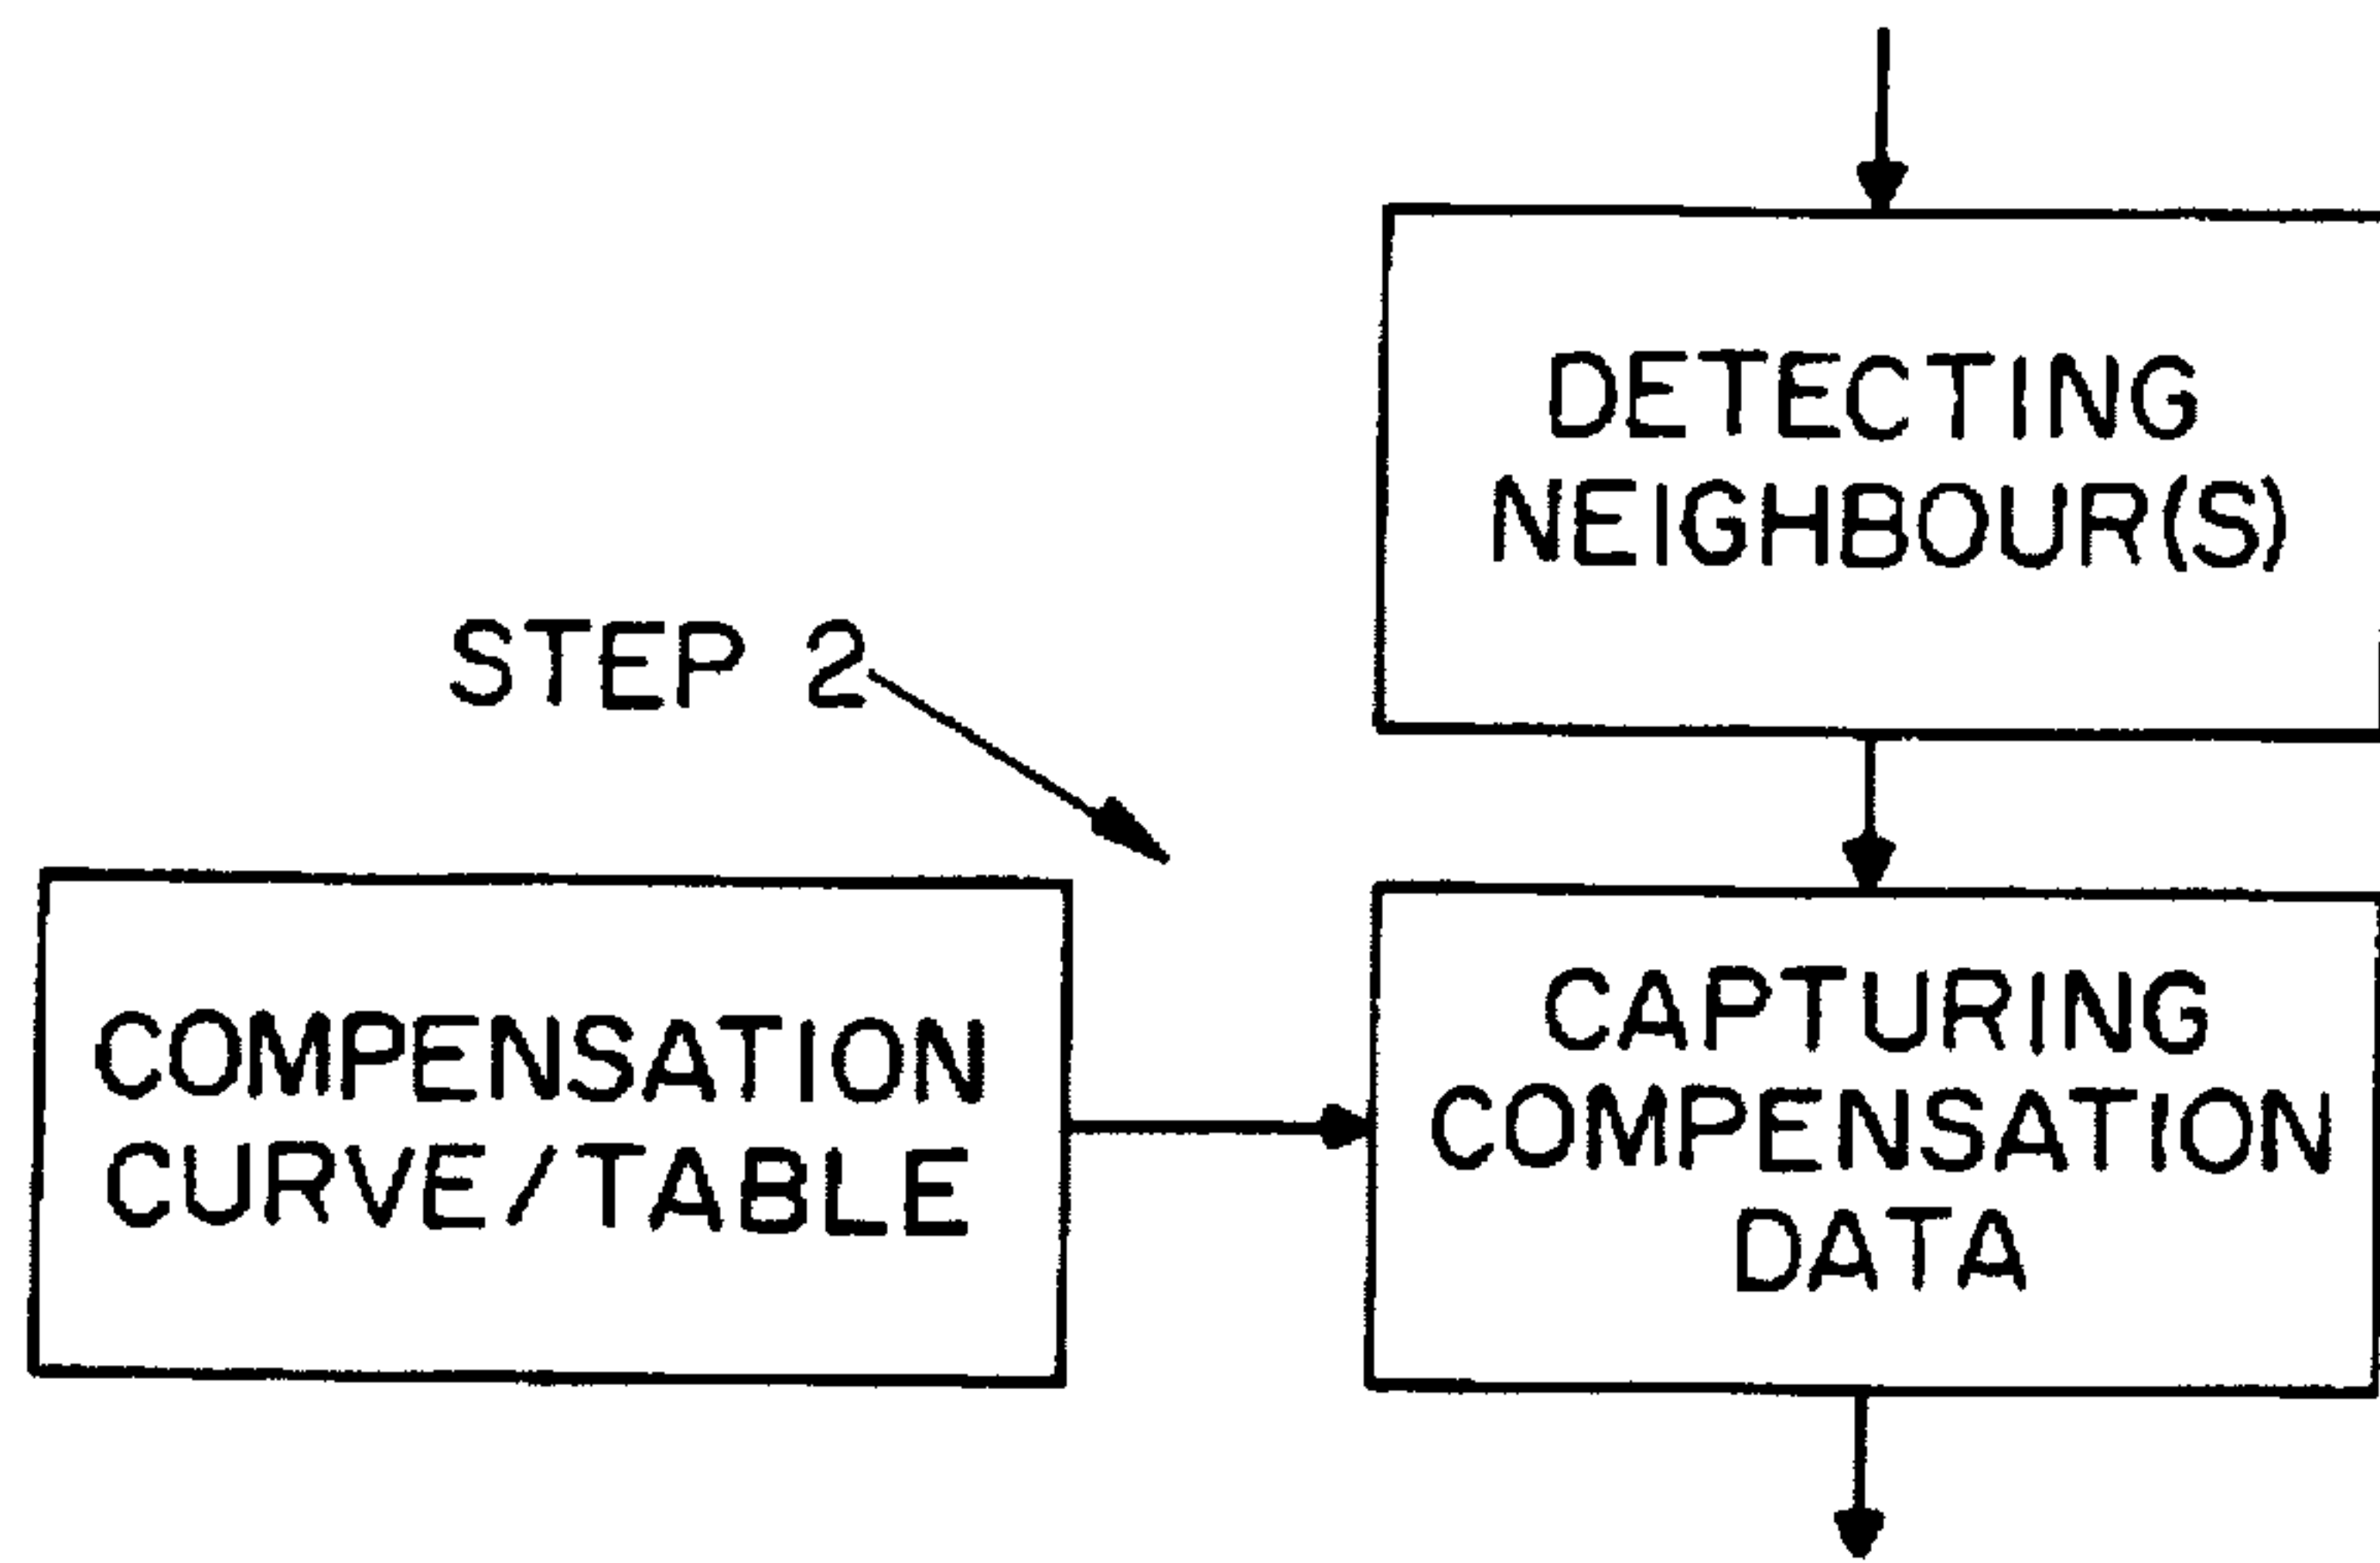 DETECTING
NEIGHBOUR(S)
STEP 2
COMPENSATION
CURVE/TABLE
CAPTURING
COMPENSATION
DATA